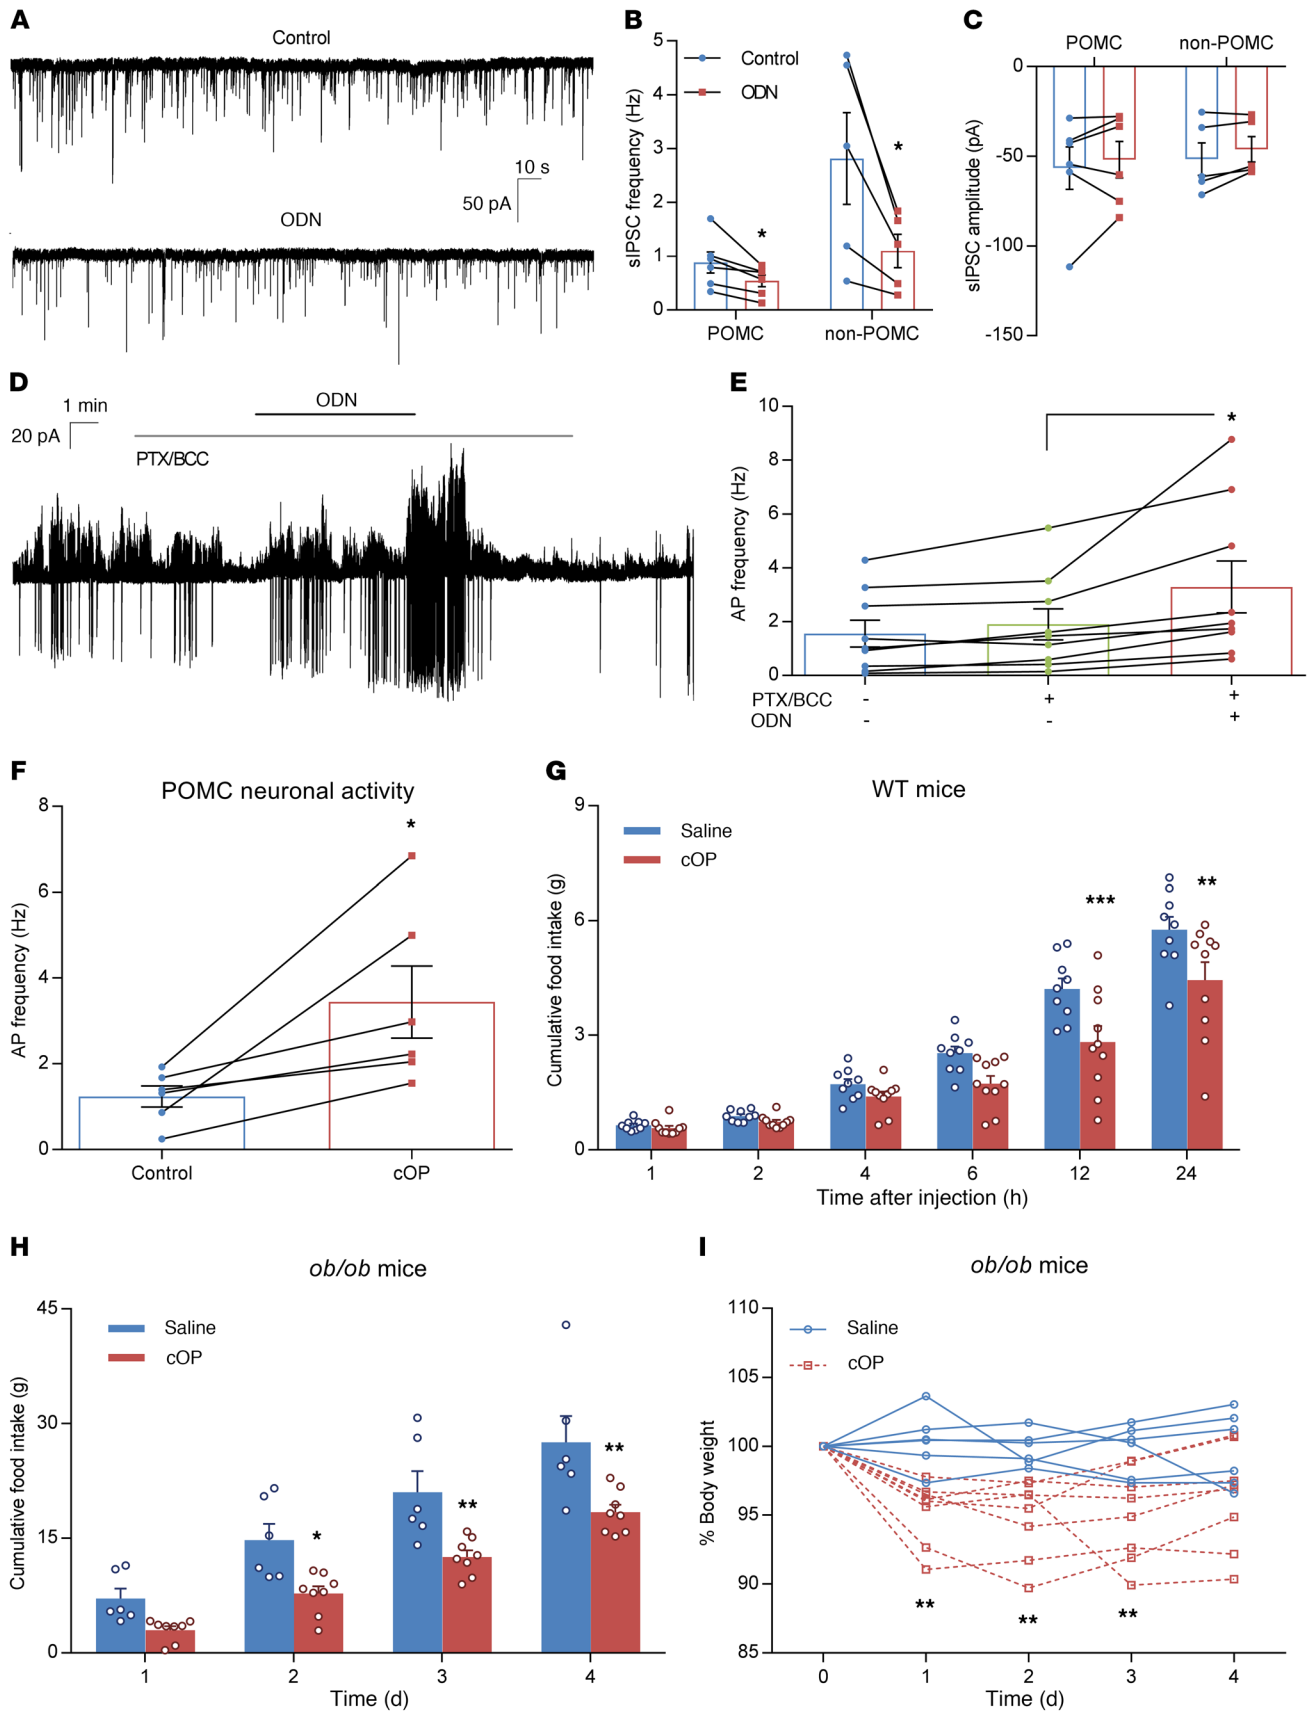 A
Control
10 s
50 pA
ODN
B
5
4
3
2
1
0
sIPSC frequency (Hz)
Control
ODN
*
*
POMC
non-POMC
C
POMC
non-POMC
0
-50
-100
-150
sIPSC amplitude (pA)
D
1 min
20 pA
ODN
PTX/BCC
E
10
8
6
4
2
0
AP frequency (Hz)
*
PTX/BCC - + +
ODN - - +
F
POMC neuronal activity
8
6
4
2
0
AP frequency (Hz)
*
Control
cOP
G
WT mice
9
6
3
0
Cumulative food intake (g)
Saline
cOP
***
**
1 2 4 6 12 24
Time after injection (h)
H
ob/ob mice
45
30
15
0
Cumulative food intake (g)
Saline
cOP
*
**
**
1 2 3 4
Time (d)
I
ob/ob mice
110
105
100
95
90
85
% Body weight
Saline
cOP
**
**
**
0 1 2 3 4
Time (d)